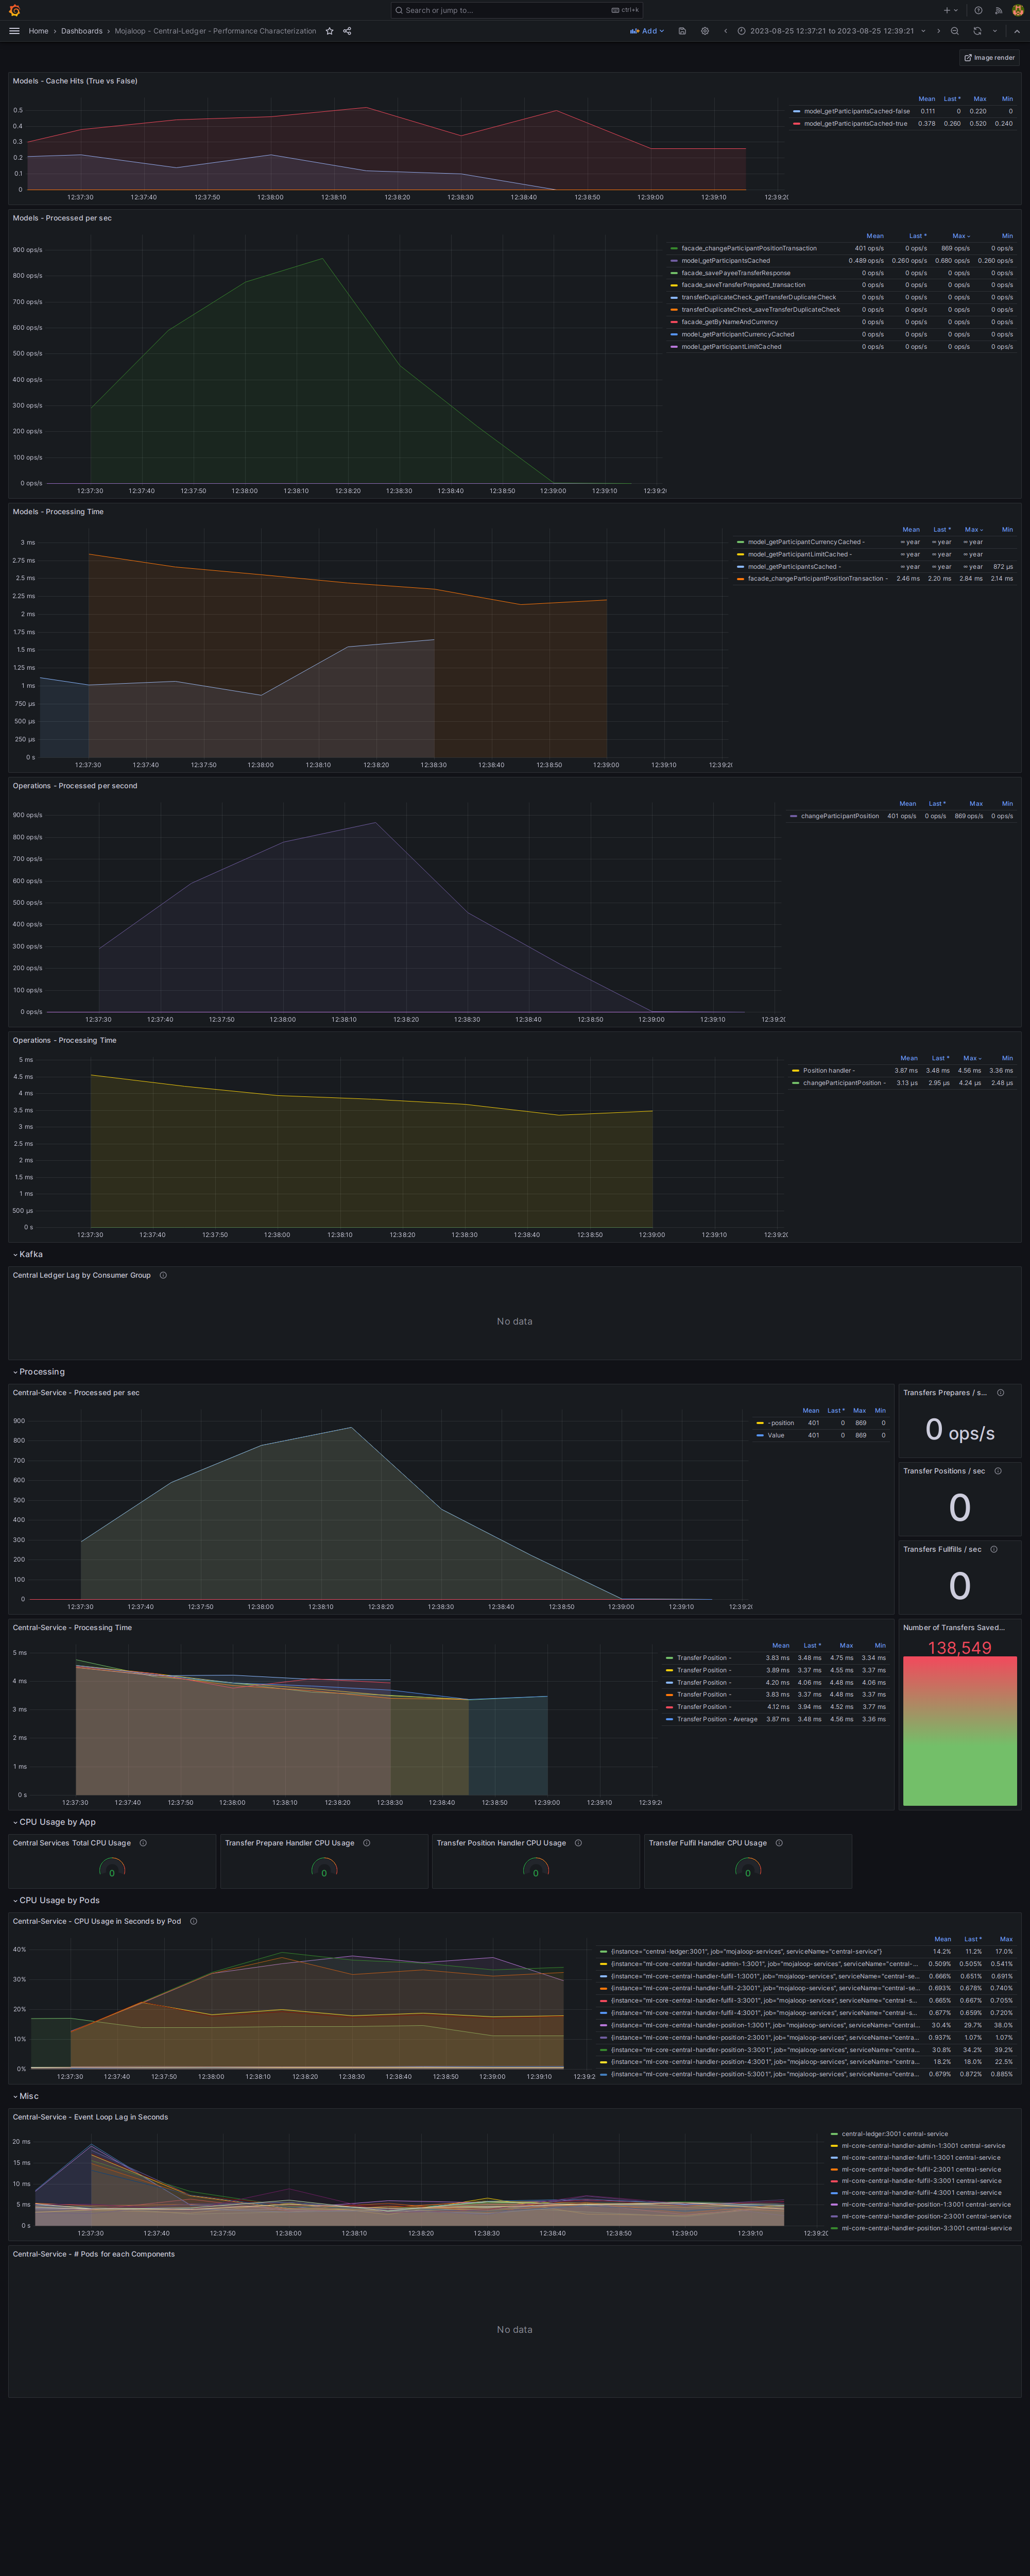 Search or jump to... ctrl+k
Home › Dashboards › Mojaloop - Central-Ledger - Performance Characterization Add 2023-08-25 12:37:21 to 2023-08-25 12:39:21
Image render
Models - Cache Hits (True vs False)
Mean Last * Max Min
model_getParticipantsCached-false 0.111 0 0.220 0
model_getParticipantsCached-true 0.378 0.260 0.520 0.240
0.5
0.4
0.3
0.2
0.1
0
12:37:30 12:37:40 12:37:50 12:38:00 12:38:10 12:38:20 12:38:30 12:38:40 12:38:50 12:39:00 12:39:10 12:39:20
Models - Processed per sec
Mean Last * Max Min
facade_changeParticipantPositionTransaction 401 ops/s 0 ops/s 869 ops/s 0 ops/s
model_getParticipantsCached 0.489 ops/s 0.260 ops/s 0.680 ops/s 0.260 ops/s
facade_savePayeeTransferResponse 0 ops/s 0 ops/s 0 ops/s 0 ops/s
facade_saveTransferPrepared_transaction 0 ops/s 0 ops/s 0 ops/s 0 ops/s
transferDuplicateCheck_getTransferDuplicateCheck 0 ops/s 0 ops/s 0 ops/s 0 ops/s
transferDuplicateCheck_saveTransferDuplicateCheck 0 ops/s 0 ops/s 0 ops/s 0 ops/s
facade_getByNameAndCurrency 0 ops/s 0 ops/s 0 ops/s 0 ops/s
model_getParticipantCurrencyCached 0 ops/s 0 ops/s 0 ops/s 0 ops/s
model_getParticipantLimitCached 0 ops/s 0 ops/s 0 ops/s 0 ops/s
900 ops/s
800 ops/s
700 ops/s
600 ops/s
500 ops/s
400 ops/s
300 ops/s
200 ops/s
100 ops/s
0 ops/s
12:37:30 12:37:40 12:37:50 12:38:00 12:38:10 12:38:20 12:38:30 12:38:40 12:38:50 12:39:00 12:39:10 12:39:2
Models - Processing Time
Mean Last * Max Min
model_getParticipantCurrencyCached - ∞ year ∞ year ∞ year
model_getParticipantLimitCached - ∞ year ∞ year ∞ year
model_getParticipantsCached - ∞ year ∞ year ∞ year 872 µs
facade_changeParticipantPositionTransaction - 2.46 ms 2.20 ms 2.84 ms 2.14 ms
3 ms
2.75 ms
2.5 ms
2.25 ms
2 ms
1.75 ms
1.5 ms
1.25 ms
1 ms
750 µs
500 µs
250 µs
0 s
12:37:30 12:37:40 12:37:50 12:38:00 12:38:10 12:38:20 12:38:30 12:38:40 12:38:50 12:39:00 12:39:10 12:39:20
Operations - Processed per second
Mean Last * Max Min
changeParticipantPosition 401 ops/s 0 ops/s 869 ops/s 0 ops/s
900 ops/s
800 ops/s
700 ops/s
600 ops/s
500 ops/s
400 ops/s
300 ops/s
200 ops/s
100 ops/s
0 ops/s
12:37:30 12:37:40 12:37:50 12:38:00 12:38:10 12:38:20 12:38:30 12:38:40 12:38:50 12:39:00 12:39:10 12:39:20
Operations - Processing Time
Mean Last * Max Min
Position handler - 3.87 ms 3.48 ms 4.56 ms 3.36 ms
changeParticipantPosition - 3.13 µs 2.95 µs 4.24 µs 2.48 µs
5 ms
4.5 ms
4 ms
3.5 ms
3 ms
2.5 ms
2 ms
1.5 ms
1 ms
500 µs
0 s
12:37:30 12:37:40 12:37:50 12:38:00 12:38:10 12:38:20 12:38:30 12:38:40 12:38:50 12:39:00 12:39:10 12:39:20
Kafka
Central Ledger Lag by Consumer Group
No data
Processing
Central-Service - Processed per sec
Mean Last * Max Min
- position 401 0 869 0
Value 401 0 869 0
900
800
700
600
500
400
300
200
100
0
12:37:30 12:37:40 12:37:50 12:38:00 12:38:10 12:38:20 12:38:30 12:38:40 12:38:50 12:39:00 12:39:10 12:39:20
Transfers Prepares / s...
0 ops/s
Transfer Positions / sec
0
Transfers Fullfills / sec
0
Central-Service - Processing Time
Mean Last * Max Min
Transfer Position - 3.83 ms 3.48 ms 4.75 ms 3.34 ms
Transfer Position - 3.89 ms 3.37 ms 4.55 ms 3.37 ms
Transfer Position - 4.20 ms 4.06 ms 4.48 ms 4.06 ms
Transfer Position - 3.83 ms 3.37 ms 4.48 ms 3.37 ms
Transfer Position - 4.12 ms 3.94 ms 4.52 ms 3.77 ms
Transfer Position - Average 3.87 ms 3.48 ms 4.56 ms 3.36 ms
5 ms
4 ms
3 ms
2 ms
1 ms
0 s
12:37:30 12:37:40 12:37:50 12:38:00 12:38:10 12:38:20 12:38:30 12:38:40 12:38:50 12:39:00 12:39:10 12:39:2
Number of Transfers Saved...
138,549
CPU Usage by App
Central Services Total CPU Usage
0
Transfer Prepare Handler CPU Usage
0
Transfer Position Handler CPU Usage
0
Transfer Fulfil Handler CPU Usage
0
CPU Usage by Pods
Central-Service - CPU Usage in Seconds by Pod
Mean Last * Max
{instance="central-ledger:3001", job="mojaloop-services", serviceName="central-service"} 14.2% 11.2% 17.0%
{instance="ml-core-central-handler-admin-1:3001", job="mojaloop-services", serviceName="central-... 0.509% 0.505% 0.541%
{instance="ml-core-central-handler-fulfil-1:3001", job="mojaloop-services", serviceName="central-se... 0.666% 0.651% 0.691%
{instance="ml-core-central-handler-fulfil-2:3001", job="mojaloop-services", serviceName="central-se... 0.693% 0.678% 0.740%
{instance="ml-core-central-handler-fulfil-3:3001", job="mojaloop-services", serviceName="central-s... 0.665% 0.667% 0.705%
{instance="ml-core-central-handler-fulfil-4:3001", job="mojaloop-services", serviceName="central-s... 0.677% 0.659% 0.720%
{instance="ml-core-central-handler-position-1:3001", job="mojaloop-services", serviceName="central... 30.4% 29.7% 38.0%
{instance="ml-core-central-handler-position-2:3001", job="mojaloop-services", serviceName="centra... 0.937% 1.07% 1.07%
{instance="ml-core-central-handler-position-3:3001", job="mojaloop-services", serviceName="centra... 30.8% 34.2% 39.2%
{instance="ml-core-central-handler-position-4:3001", job="mojaloop-services", serviceName="centra... 18.2% 18.0% 22.5%
{instance="ml-core-central-handler-position-5:3001", job="mojaloop-services", serviceName="centra... 0.679% 0.872% 0.885%
40%
30%
20%
10%
0%
12:37:30 12:37:40 12:37:50 12:38:00 12:38:10 12:38:20 12:38:30 12:38:40 12:38:50 12:39:00 12:39:10 12:39:2
Misc
Central-Service - Event Loop Lag in Seconds
central-ledger:3001 central-service
ml-core-central-handler-admin-1:3001 central-service
ml-core-central-handler-fulfil-1:3001 central-service
ml-core-central-handler-fulfil-2:3001 central-service
ml-core-central-handler-fulfil-3:3001 central-service
ml-core-central-handler-fulfil-4:3001 central-service
ml-core-central-handler-position-1:3001 central-service
ml-core-central-handler-position-2:3001 central-service
ml-core-central-handler-position-3:3001 central-service
20 ms
15 ms
10 ms
5 ms
0 s
12:37:30 12:37:40 12:37:50 12:38:00 12:38:10 12:38:20 12:38:30 12:38:40 12:38:50 12:39:00 12:39:10 12:39:20
Central-Service - # Pods for each Components
No data